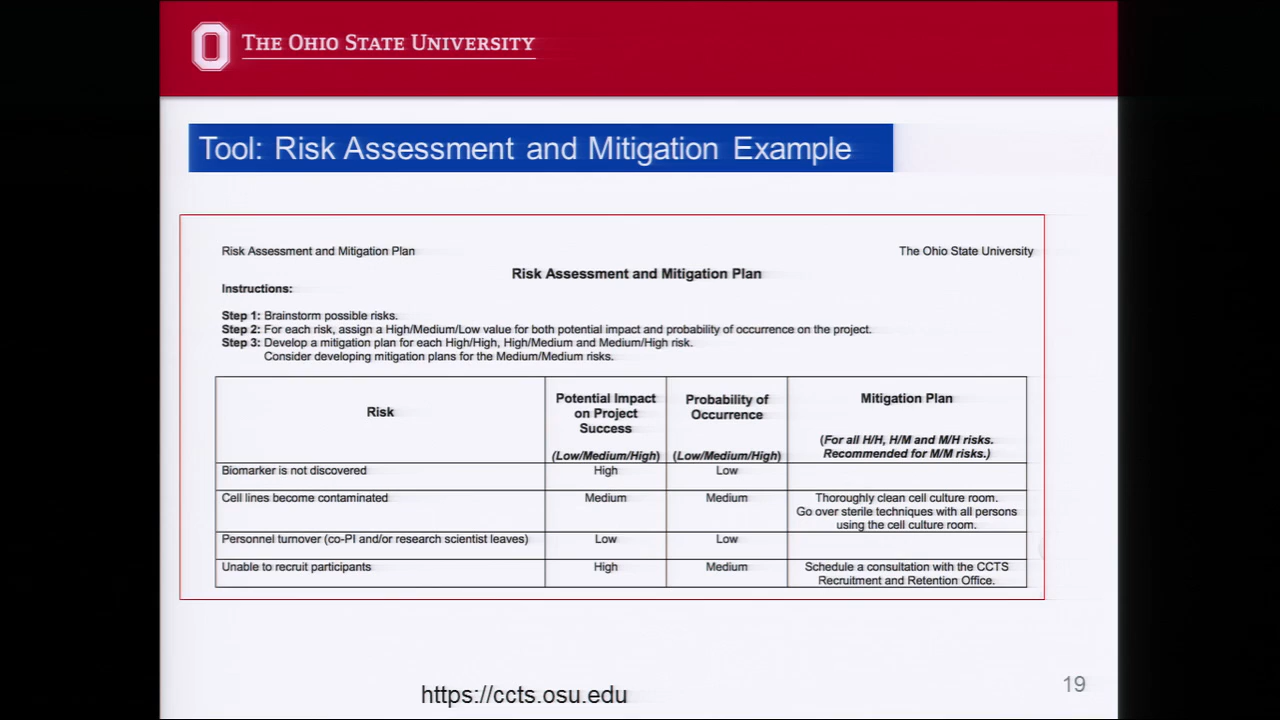 THE OHIO STATE UNIVERSITY
Tool: Risk Assessment and Mitigation Example
Risk Assessment and Mitigation Plan
The Ohio State University
Risk Assessment and Mitigation Plan
Instructions:
Step 1: Brainstorm possible risks.
Step 2: For each risk, assign a High/Medium/Low value for both potential impact and probability of occurrence on the project.
Step 3: Develop a mitigation plan for each High/High, High/Medium and Medium/High risk.
Consider developing mitigation plans for the Medium/Medium risks.
Risk
Potential Impact
on Project
Success
(Low/Medium/High)
Probability of
Occurrence
(Low/Medium/High)
Mitigation Plan
(For all H/H, H/M and M/H risks.
Recommended for M/M risks.)
Biomarker is not discovered
High
Low
Cell lines become contaminated
Medium
Medium
Thoroughly clean cell culture room.
Go over sterile techniques with all persons
using the cell culture room.
Personnel turnover (co-PI and/or research scientist leaves)
Low
Low
Unable to recruit participants
High
Medium
Schedule a consultation with the CCTS
Recruitment and Retention Office.
https://ccts.osu.edu
19